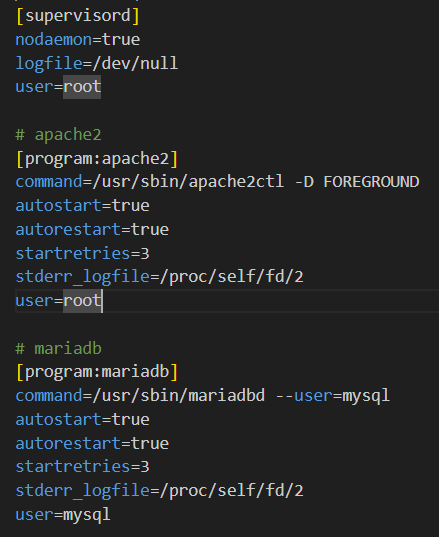 [supervisord]
nodaemon=true
logfile=/dev/null
user=root
# apache2
[program:apache2]
command=/usr/sbin/apache2ctl -D FOREGROUND
autostart=true
autorestart=true
startretries=3
stderr_logfile=/proc/self/fd/2
user=root
# mariadb
[program:mariadb]
command=/usr/sbin/mariadbd --user=mysql
autostart=true
autorestart=true
startretries=3
stderr_logfile=/proc/self/fd/2
user=mysql